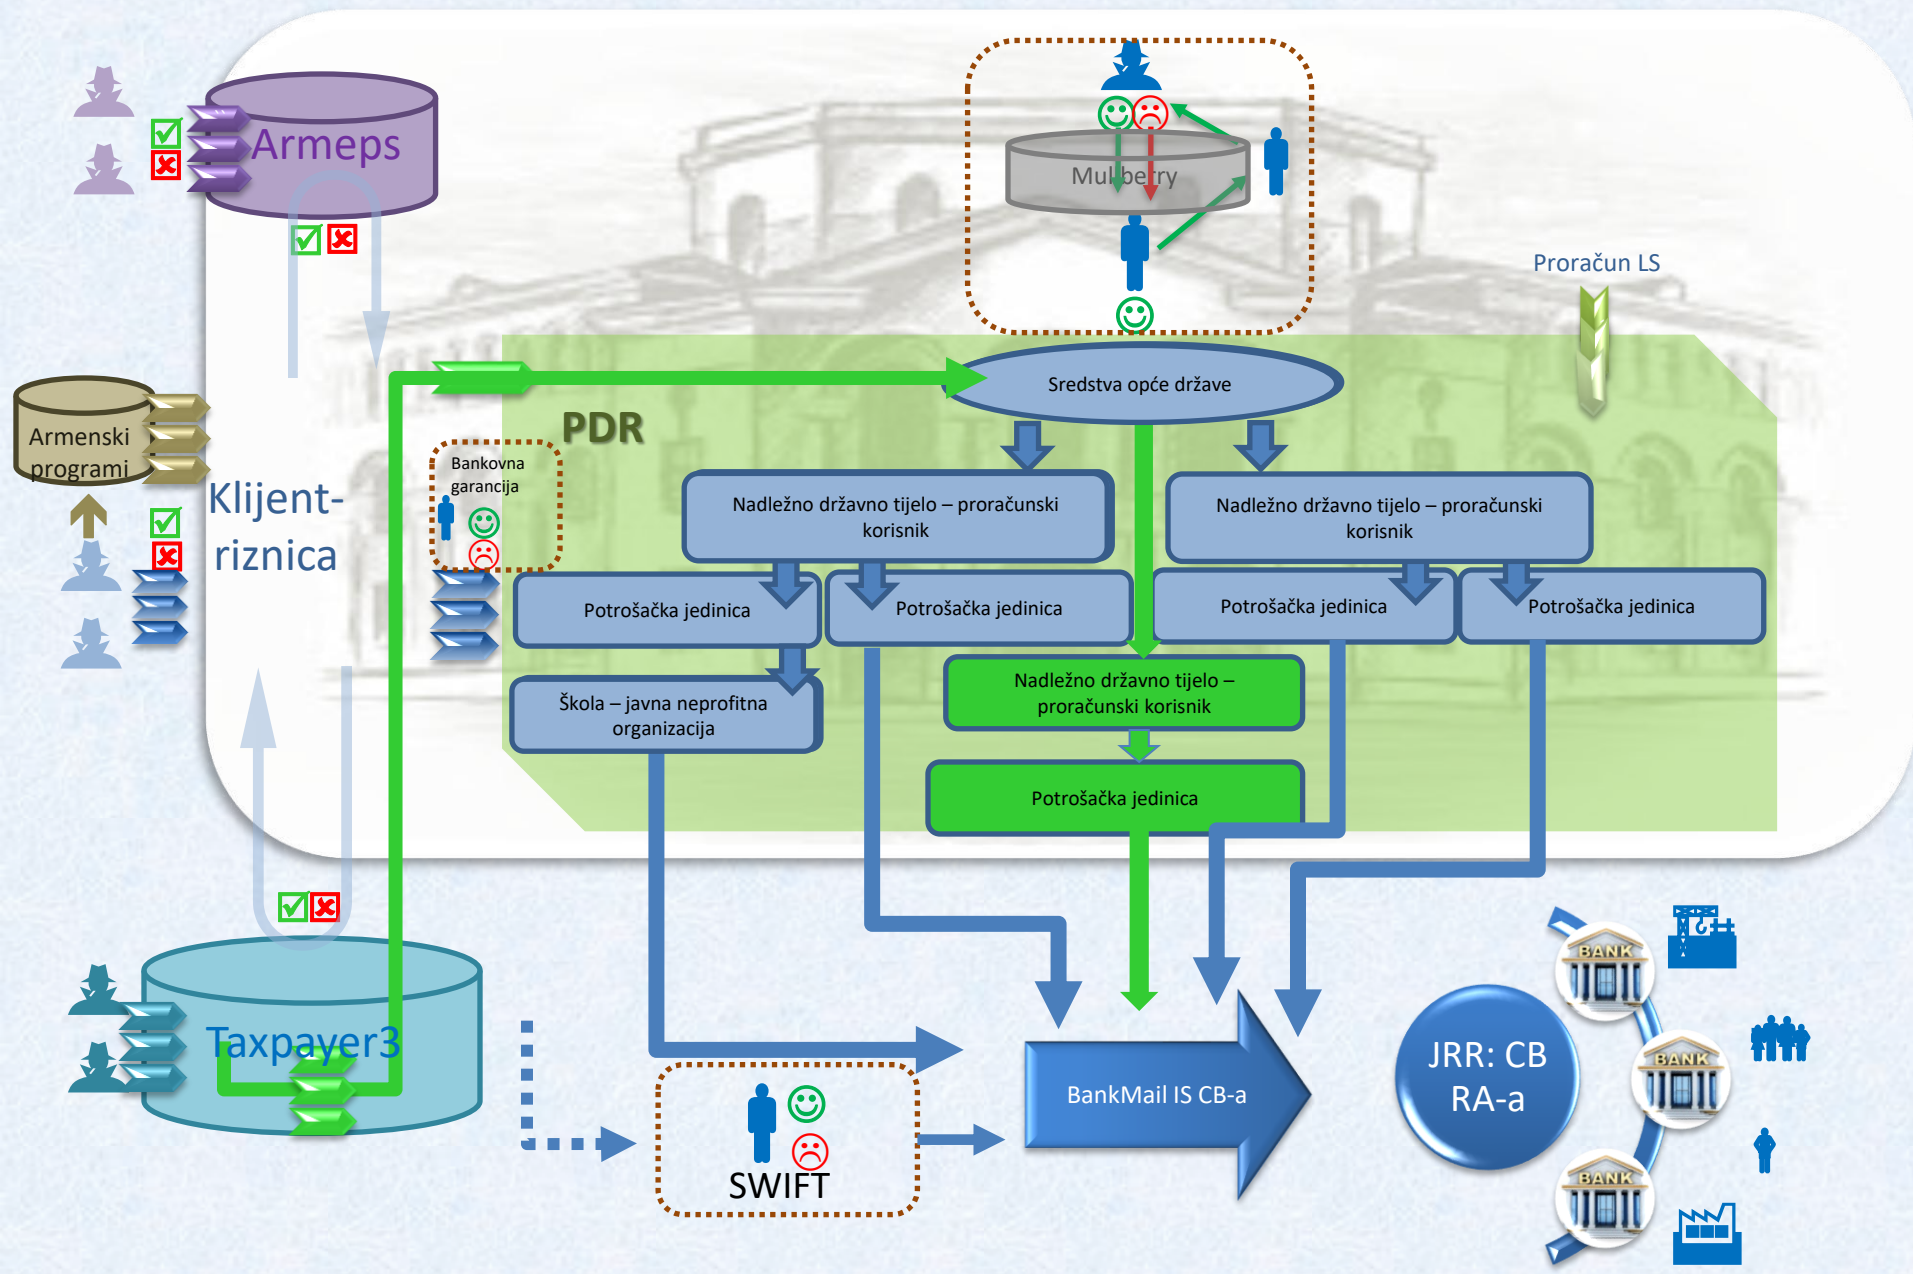 Armeps
Mulberry
Proračun LS
Sredstva opće države
PDR
Armenski
programi
Bankovna
garancija
Klijent-
riznica
Nadležno državno tijelo – proračunski
korisnik
Nadležno državno tijelo – proračunski
korisnik
Potrošačka jedinica
Potrošačka jedinica
Potrošačka jedinica
Potrošačka jedinica
Škola – javna neprofitna
organizacija
Nadležno državno tijelo –
proračunski korisnik
Potrošačka jedinica
Taxpayer3
BankMail IS CB-a
SWIFT
JRR: CB
RA-a
BANK
BANK
BANK